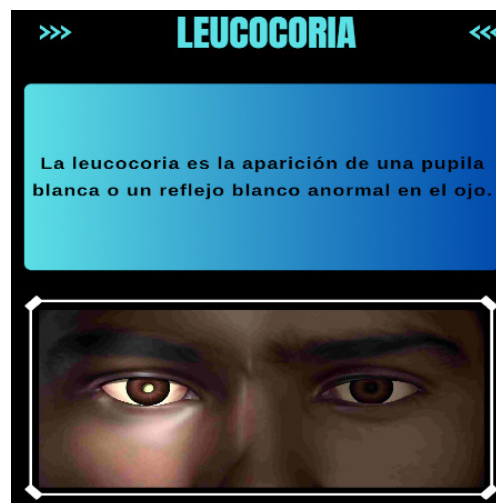 >>> LEUCOCORIA <<<
La leucocoria es la aparición de una pupila
blanca o un reflejo blanco anormal en el ojo.